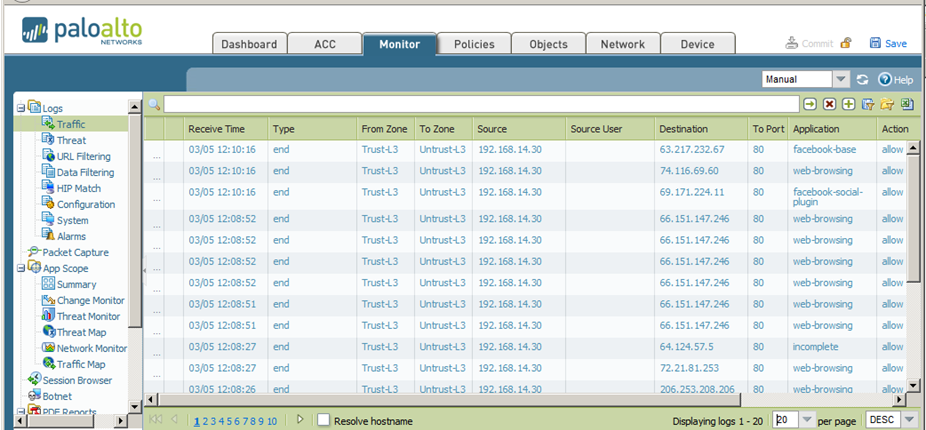 paloalto
NETWORKS
Dashboard ACC Monitor Policies Objects Network Device
Commit Save
Manual Help
Logs
Traffic
Threat
URL Filtering
Data Filtering
HIP Match
Configuration
System
Alarms
Packet Capture
App Scope
Summary
Change Monitor
Threat Monitor
Threat Map
Network Monitor
Traffic Map
Session Browser
Botnet
PDF Reports
Receive Time Type From Zone To Zone Source Source User Destination To Port Application Action
... 03/05 12:10:16 end Trust-L3 Untrust-L3 192.168.14.30 63.217.232.67 80 facebook-base allow
... 03/05 12:10:16 end Trust-L3 Untrust-L3 192.168.14.30 74.116.69.60 80 web-browsing allow
... 03/05 12:10:16 end Trust-L3 Untrust-L3 192.168.14.30 69.171.224.11 80 facebook-social- allow
plugin
... 03/05 12:08:52 end Trust-L3 Untrust-L3 192.168.14.30 66.151.147.246 80 web-browsing allow
... 03/05 12:08:52 end Trust-L3 Untrust-L3 192.168.14.30 66.151.147.246 80 web-browsing allow
... 03/05 12:08:52 end Trust-L3 Untrust-L3 192.168.14.30 66.151.147.246 80 web-browsing allow
... 03/05 12:08:52 end Trust-L3 Untrust-L3 192.168.14.30 66.151.147.246 80 web-browsing allow
... 03/05 12:08:51 end Trust-L3 Untrust-L3 192.168.14.30 66.151.147.246 80 web-browsing allow
... 03/05 12:08:51 end Trust-L3 Untrust-L3 192.168.14.30 66.151.147.246 80 web-browsing allow
... 03/05 12:08:27 end Trust-L3 Untrust-L3 192.168.14.30 64.124.57.5 80 incomplete allow
... 03/05 12:08:27 end Trust-L3 Untrust-L3 192.168.14.30 72.21.81.253 80 web-browsing allow
... 03/05 12:08:26 end Trust-L3 Untrust-L3 192.168.14.30 206.253.208.206 80 web-browsing allow
1 2 3 4 5 6 7 8 9 10 Resolve hostname Displaying logs 1 - 20 20 per page DESC